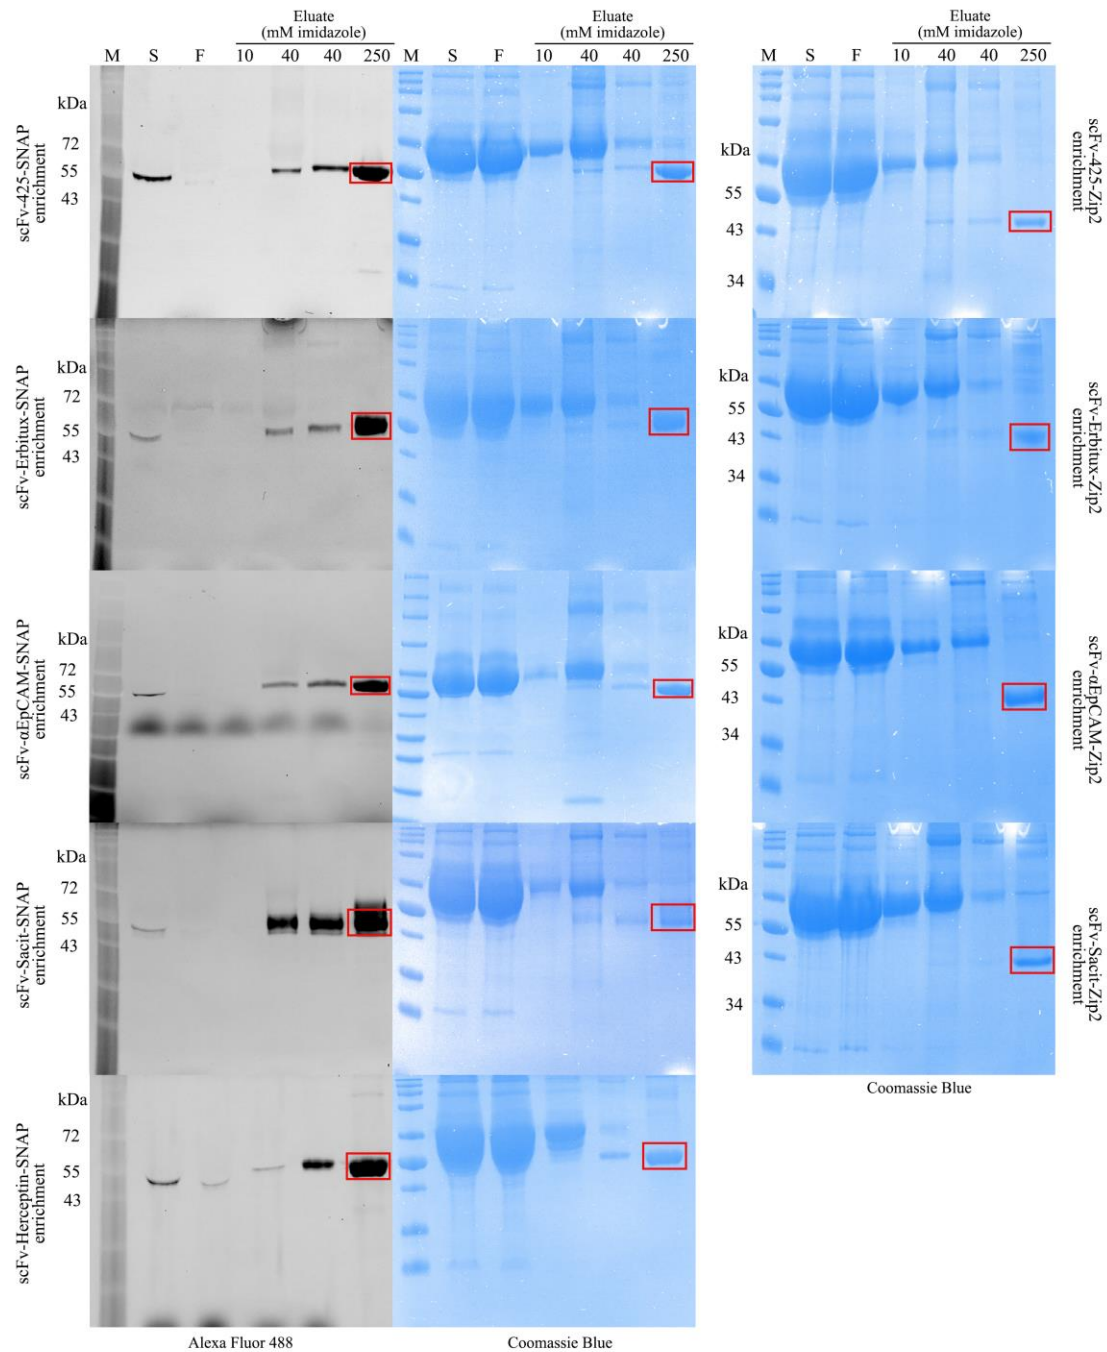 Eluate
(mM imidazole)
M S F 10 40 40 250
Eluate
(mM imidazole)
M S F 10 40 40 250
Eluate
(mM imidazole)
M S F 10 40 40 250
scFv-425-SNAP
enrichment
kDa
72
55
43
kDa
55
43
34
scFv-425-Zip2
enrichment
scFv-Erbitux-SNAP
enrichment
kDa
72
55
43
kDa
55
43
34
scFv-Erbitux-Zip2
enrichment
scFv-αEpCAM-SNAP
enrichment
kDa
72
55
43
kDa
55
43
34
scFv-αEpCAM-Zip2
enrichment
scFv-Sacit-SNAP
enrichment
kDa
72
55
43
kDa
55
43
34
scFv-Sacit-Zip2
enrichment
Coomassie Blue
scFv-Herceptin-SNAP
enrichment
kDa
72
55
43
Alexa Fluor 488
Coomassie Blue